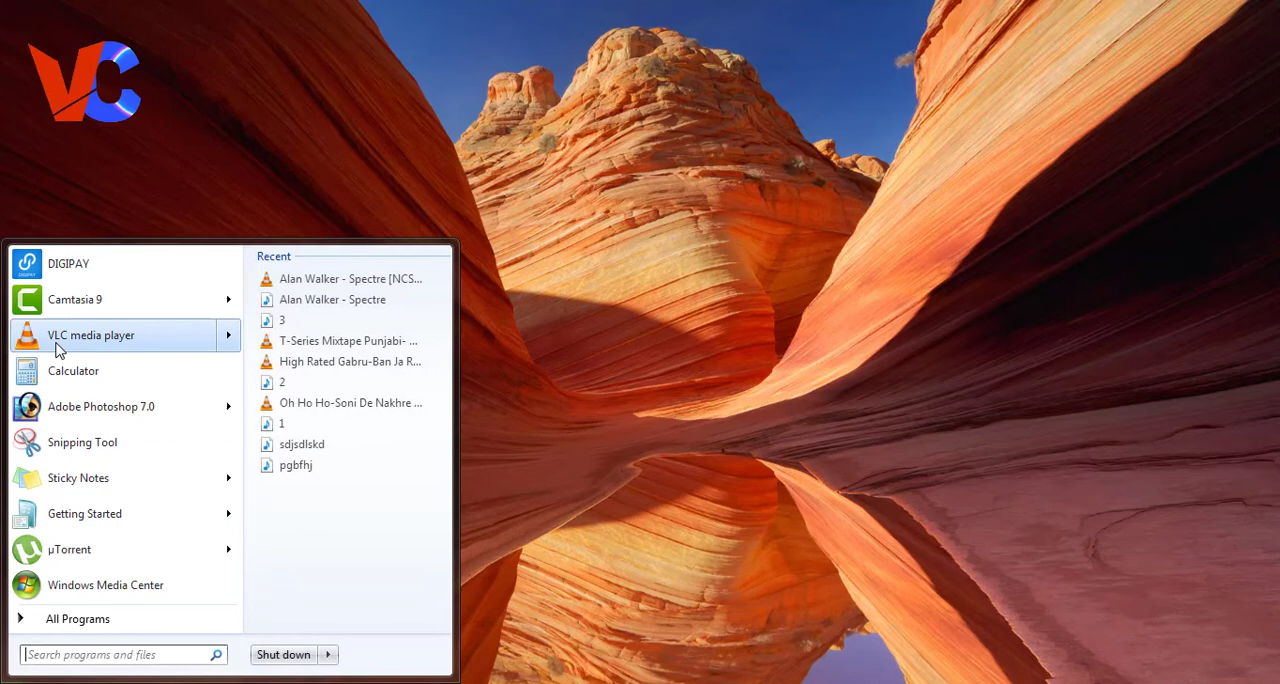 VC
DIGIPAY
Camtasia 9
VLC media player
Calculator
Adobe Photoshop 7.0
Snipping Tool
Sticky Notes
Getting Started
µTorrent
Windows Media Center
All Programs
Search programs and files
Recent
Alan Walker - Spectre [NCS...
Alan Walker - Spectre
3
T-Series Mixtape Punjabi- ...
High Rated Gabru-Ban Ja R...
2
Oh Ho Ho-Soni De Nakhre ...
1
sdjsdlskd
pgbfhj
Shut down